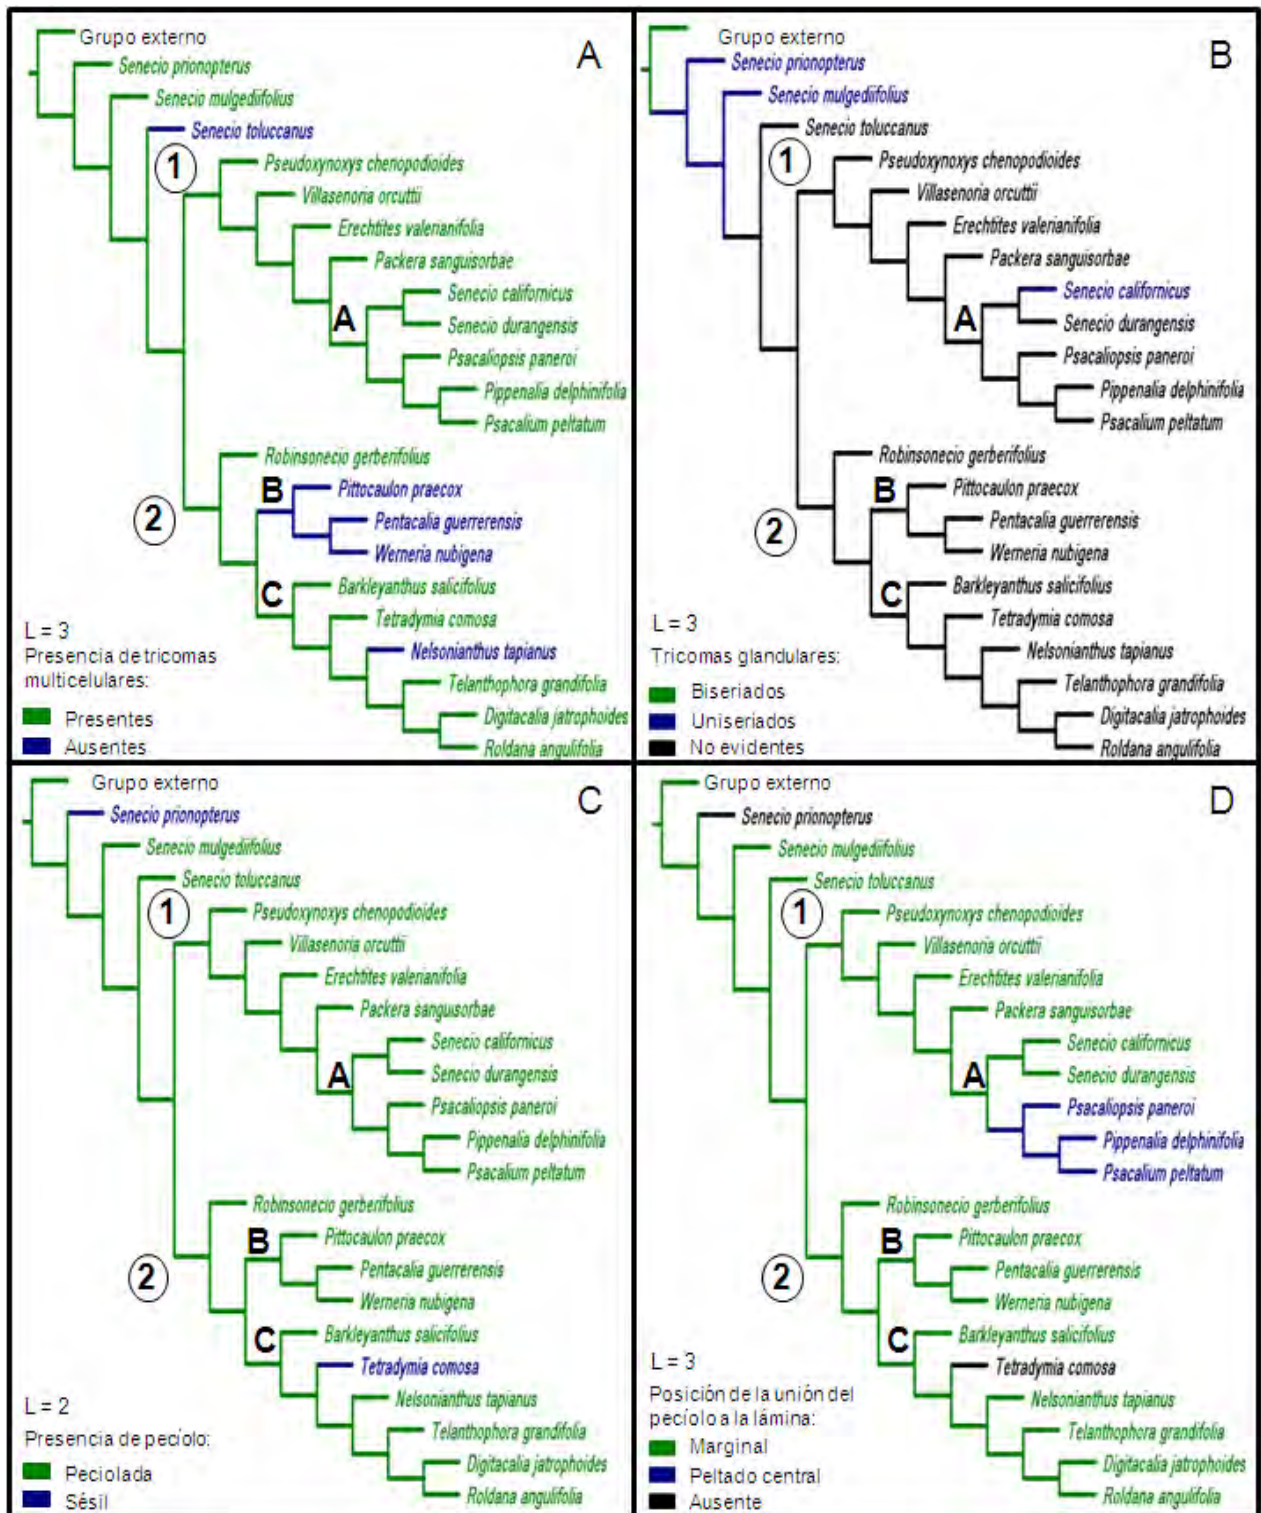 Grupo externo
A
Senecio prionopterus
Senecio mulgediifolius
Senecio toluccanus
1
Pseudoxynoxys chenopodioides
Villasenoria orcuttii
Erechtites valerianifolia
Packera sanguisorbae
Senecio californicus
A
Senecio durangensis
Psacaliopsis paneroi
Pippenalia delphinifolia
Psacalium peltatum
Robinsonecio gerberifolius
B
Pittocaulon praecox
2
Pentacalia guerrerensis
Werneria nubigena
C
Barkleyanthus salicifolius
Tetradymia comosa
Nelsonianthus tapianus
Telanthophora grandifolia
Digitacalia jatrophoides
Roldana angulifolia
L = 3
Presencia de tricomas
multicelulares:
Presentes
Ausentes
Grupo externo
B
Senecio prionopterus
Senecio mulgediifolius
Senecio toluccanus
1
Pseudoxynoxys chenopodioides
Villasenoria orcuttii
Erechtites valerianifolia
Packera sanguisorbae
Senecio californicus
A
Senecio durangensis
Psacaliopsis paneroi
Pippenalia delphinifolia
Psacalium peltatum
Robinsonecio gerberifolius
B
Pittocaulon praecox
2
Pentacalia guerrerensis
Werneria nubigena
C
Barkleyanthus salicifolius
Tetradymia comosa
Nelsonianthus tapianus
Telanthophora grandifolia
Digitacalia jatrophoides
Roldana angulifolia
L = 3
Tricomas glandulares:
Biseriados
Uniseriados
No evidentes
Grupo externo
C
Senecio prionopterus
Senecio mulgediifolius
Senecio toluccanus
1
Pseudoxynoxys chenopodioides
Villasenoria orcuttii
Erechtites valerianifolia
Packera sanguisorbae
Senecio californicus
A
Senecio durangensis
Psacaliopsis paneroi
Pippenalia delphinifolia
Psacalium peltatum
Robinsonecio gerberifolius
B
Pittocaulon praecox
2
Pentacalia guerrerensis
Werneria nubigena
C
Barkleyanthus salicifolius
Tetradymia comosa
Nelsonianthus tapianus
Telanthophora grandifolia
Digitacalia jatrophoides
Roldana angulifolia
L = 2
Presencia de pecíolo:
Peciolada
Sésil
Grupo externo
D
Senecio prionopterus
Senecio mulgediifolius
Senecio toluccanus
1
Pseudoxynoxys chenopodioides
Villasenoria orcuttii
Erechtites valerianifolia
Packera sanguisorbae
Senecio californicus
A
Senecio durangensis
Psacaliopsis paneroi
Pippenalia delphinifolia
Psacalium peltatum
Robinsonecio gerberifolius
B
Pittocaulon praecox
2
Pentacalia guerrerensis
Werneria nubigena
C
Barkleyanthus salicifolius
Tetradymia comosa
Nelsonianthus tapianus
Telanthophora grandifolia
Digitacalia jatrophoides
Roldana angulifolia
L = 3
Posición de la unión del
pecíolo a la lámina:
Marginal
Peltado central
Ausente